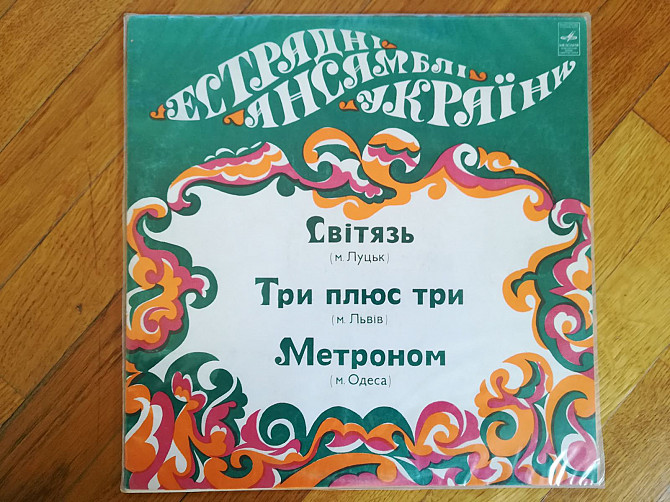 ЕСТРАДНІ
АНСАМБЛІ
УКРАЇНИ
Світязь
(м. Луцьк)
Три плюс три
(м. Львів)
Метроном
(м. Одеса)